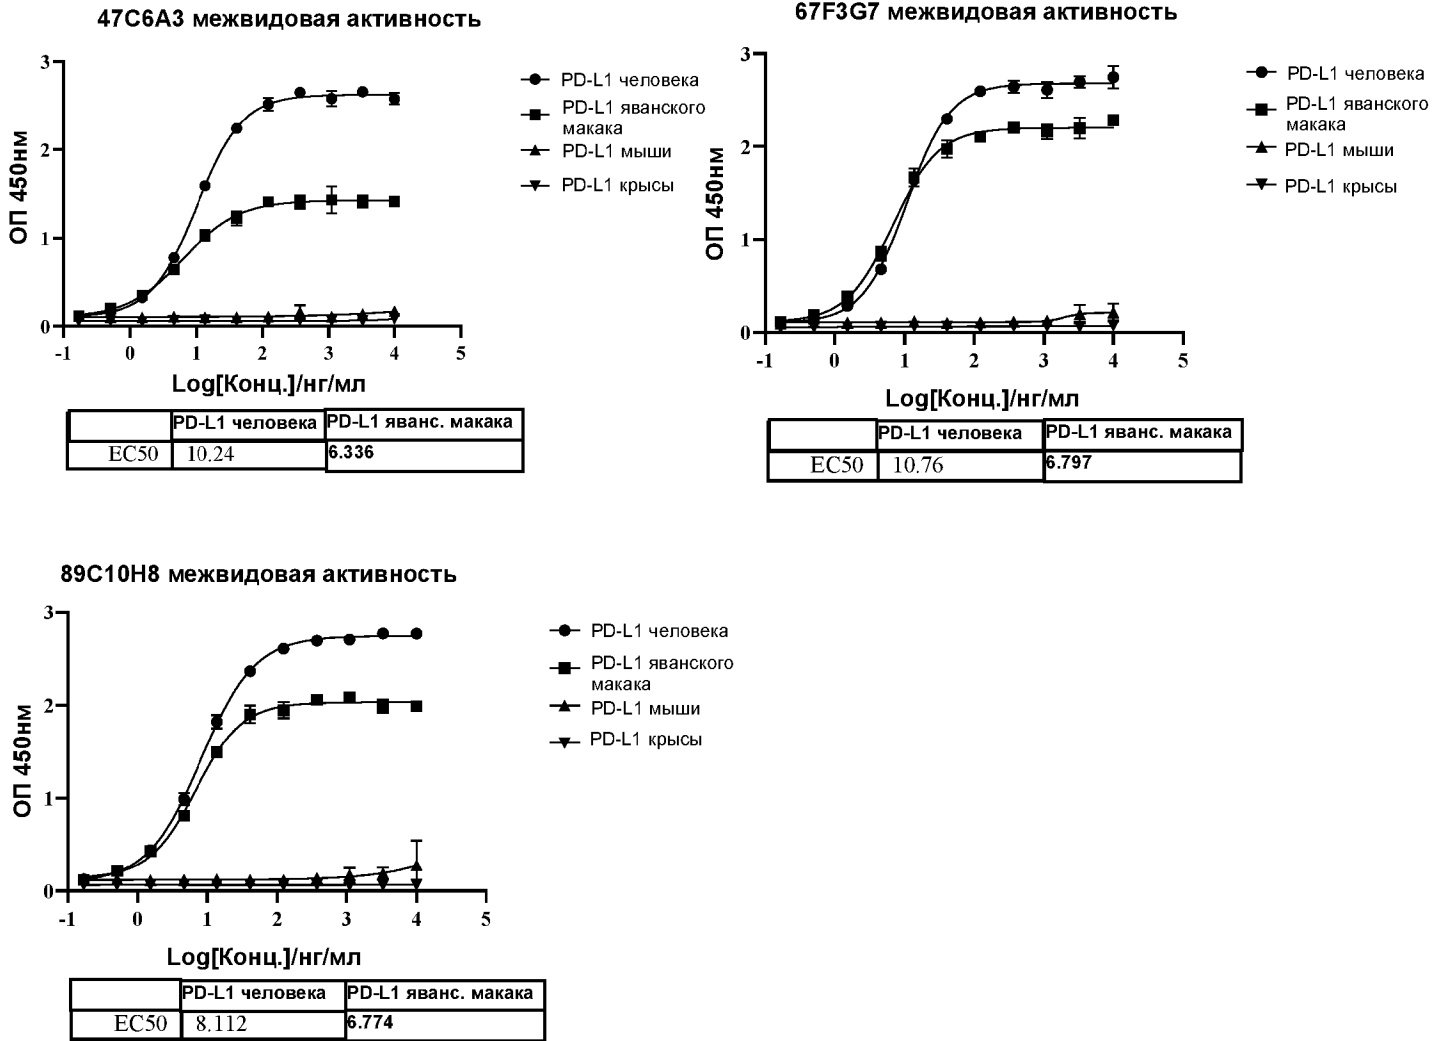 47C6A3 межвидовая активность
3
2
1
0
ОП 450нм
-1
0
1
2
3
4
5
Log[Конц.]/нг/мл
PD-L1 человека
PD-L1 яванского
макака
PD-L1 мыши
PD-L1 крысы
PD-L1 человека PD-L1 яванс. макака
EC50 10.24 6.336
67F3G7 межвидовая активность
3
2
1
0
ОП 450нм
-1
0
1
2
3
4
5
Log[Конц.]/нг/мл
PD-L1 человека
PD-L1 яванского
макака
PD-L1 мыши
PD-L1 крысы
PD-L1 человека PD-L1 яванс. макака
EC50 10.76 6.797
89C10H8 межвидовая активность
3
2
1
0
ОП 450нм
-1
0
1
2
3
4
5
Log[Конц.]/нг/мл
PD-L1 человека
PD-L1 яванского
макака
PD-L1 мыши
PD-L1 крысы
PD-L1 человека PD-L1 яванс. макака
EC50 8.112 6.774